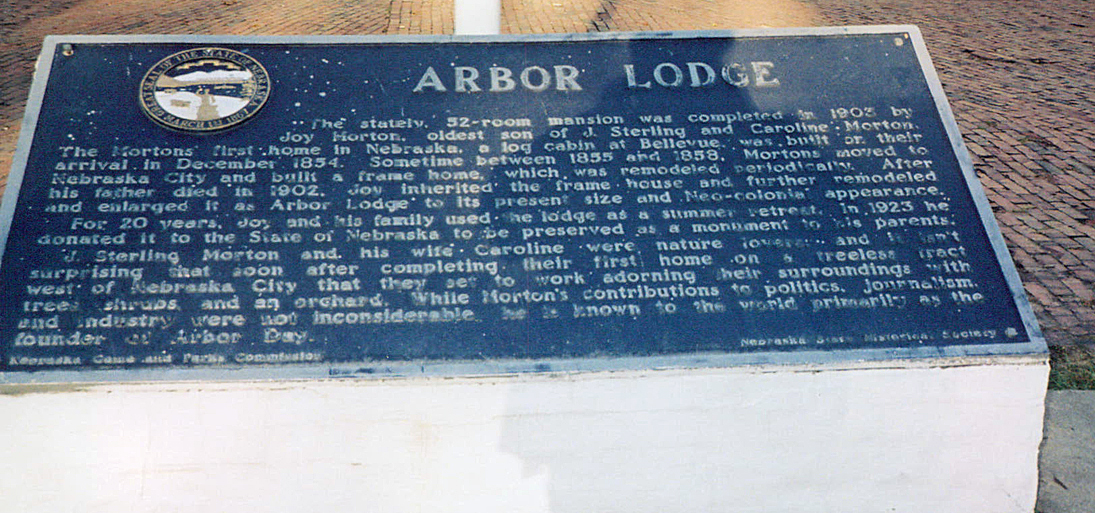 GREAT SEAL OF THE STATE OF NEBRASKA
MARCH 1ST 1867
ARBOR LODGE
The stately, 52-room mansion was completed in 1903 by
Joy Morton, oldest son of J. Sterling and Caroline Morton.
The Mortons' first home in Nebraska, a log cabin at Bellevue, was built on their
arrival in December 1854. Sometime between 1855 and 1858, Mortons moved to
Nebraska City and built a frame home, which was remodeled periodically. After
his father died in 1902, Joy inherited the frame house and further remodeled
and enlarged it as Arbor Lodge to its present size and Neo-colonial appearance.
For 20 years, Joy and his family used the lodge as a summer retreat. In 1923 he
donated it to the State of Nebraska to be preserved as a monument to his parents.
J. Sterling Morton and his wife Caroline were nature lovers, and it isn't
surprising that soon after completing their first home on a treeless tract
west of Nebraska City that they set to work adorning their surroundings with
trees, shrubs, and an orchard. While Morton's contributions to politics, journalism,
and industry were not inconsiderable, he is known to the world primarily as the
founder of Arbor Day.
Nebraska Game and Parks Commission
Nebraska State Historical Society